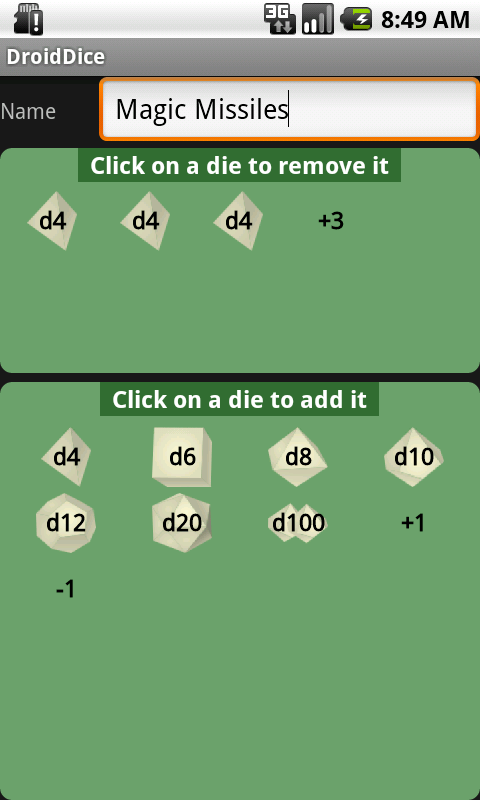 3G 8:49 AM
DroidDice
Name Magic Missiles
Click on a die to remove it
d4 d4 d4 +3
Click on a die to add it
d4 d6 d8 d10
d12 d20 d100 +1
-1